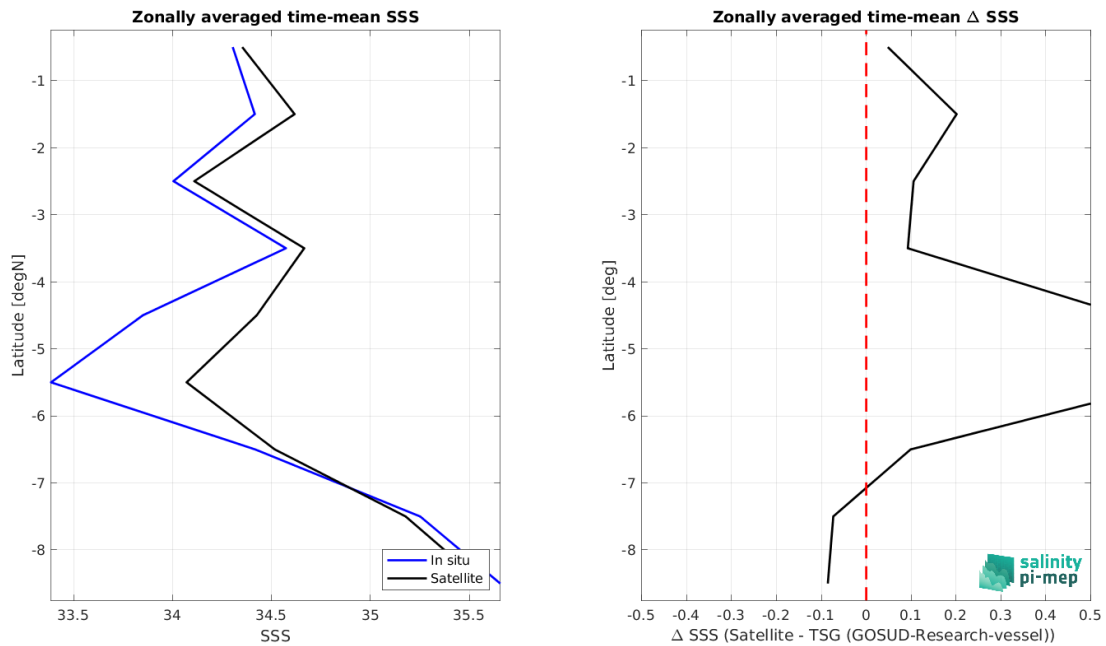 Zonally averaged time-mean SSS
-1
-2
-3
-4
-5
-6
-7
-8
Latitude [degN]
33.5 34 34.5 35 35.5
SSS
In situ
Satellite
Zonally averaged time-mean Δ SSS
-1
-2
-3
-4
-5
-6
-7
-8
Latitude [deg]
-0.5 -0.4 -0.3 -0.2 -0.1 0 0.1 0.2 0.3 0.4 0.5
Δ SSS (Satellite - TSG (GOSUD-Research-vessel))
salinity
pi-mep